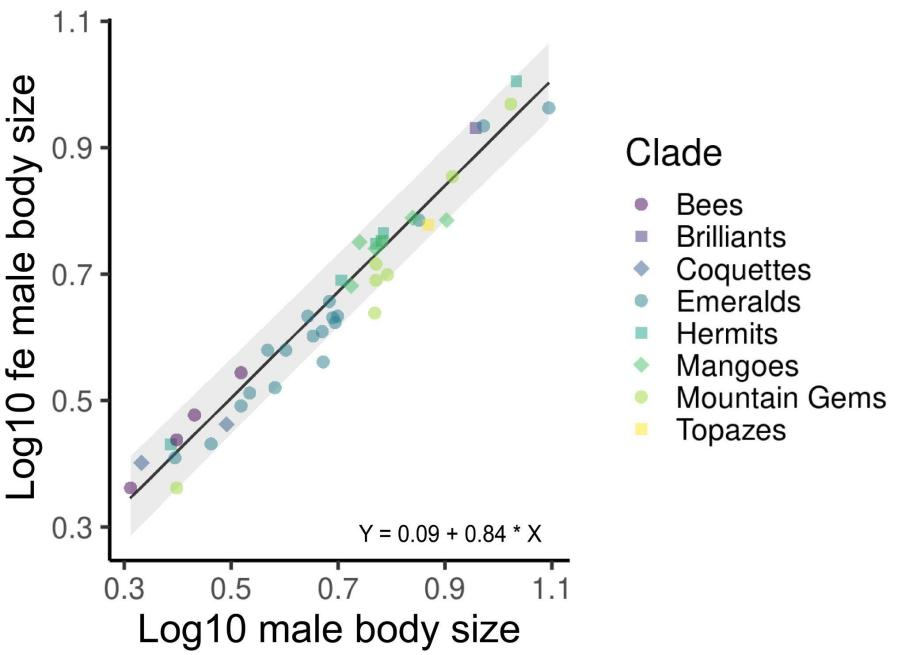 1.1
0.9
0.7
0.5
0.3
Log10 fe male body size
Y = 0.09 + 0.84 * X
0.3 0.5 0.7 0.9 1.1
Log10 male body size
Clade
Bees
Brilliants
Coquettes
Emeralds
Hermits
Mangoes
Mountain Gems
Topazes